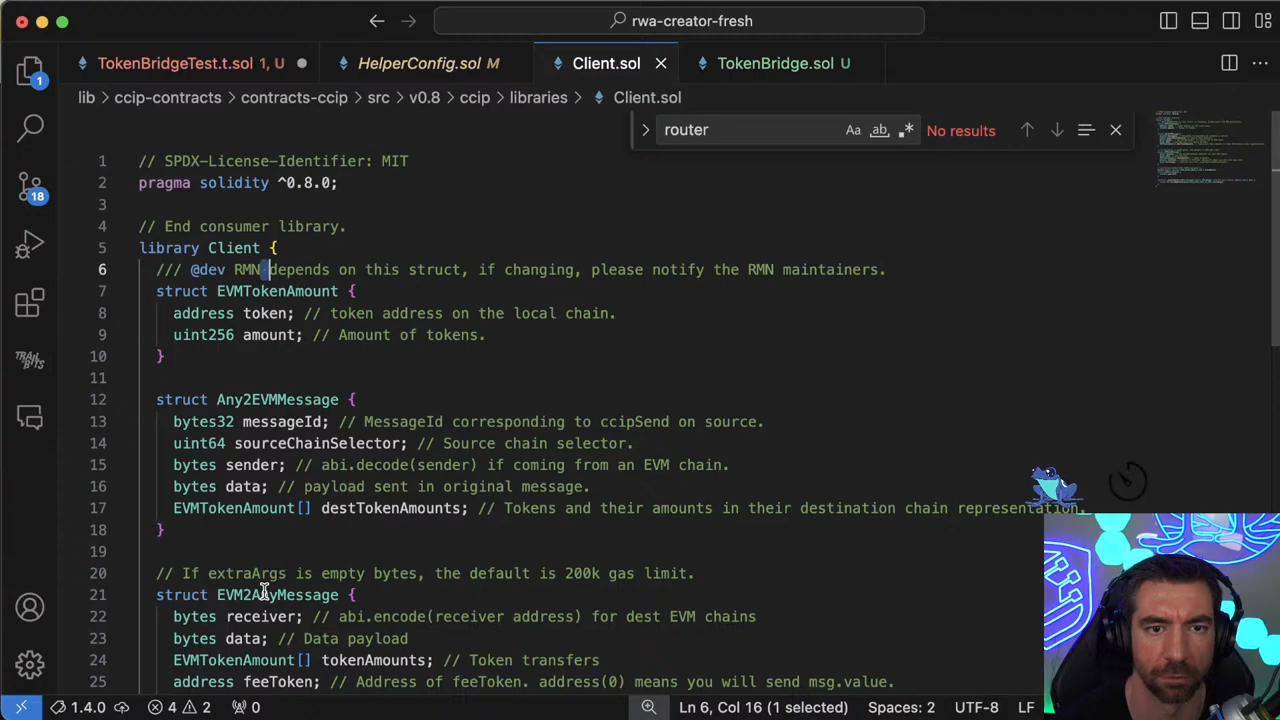 rwa-creator-fresh
TokenBridgeTest.t.sol 1, U
HelperConfig.sol M
Client.sol
TokenBridge.sol U
lib > ccip-contracts > contracts-ccip > src > v0.8 > ccip > libraries > Client.sol
router
Aa
ab
No results
1 // SPDX-License-Identifier: MIT
2 pragma solidity ^0.8.0;
3
4 // End consumer library.
5 library Client {
6 /// @dev RMN depends on this struct, if changing, please notify the RMN maintainers.
7 struct EVMTokenAmount {
8 address token; // token address on the local chain.
9 uint256 amount; // Amount of tokens.
10 }
11
12 struct Any2EVMMessage {
13 bytes32 messageId; // MessageId corresponding to ccipSend on source.
14 uint64 sourceChainSelector; // Source chain selector.
15 bytes sender; // abi.decode(sender) if coming from an EVM chain.
16 bytes data; // payload sent in original message.
17 EVMTokenAmount[] destTokenAmounts; // Tokens and their amounts in their destination chain representation.
18 }
19
20 // If extraArgs is empty bytes, the default is 200k gas limit.
21 struct EVM2AnyMessage {
22 bytes receiver; // abi.encode(receiver address) for dest EVM chains
23 bytes data; // Data payload
24 EVMTokenAmount[] tokenAmounts; // Token transfers
25 address feeToken; // Address of feeToken. address(0) means you will send msg.value.
1
18
TRAIL OF BITS
1.4.0
4
2
0
Ln 6, Col 16 (1 selected)
Spaces: 2
UTF-8
LF